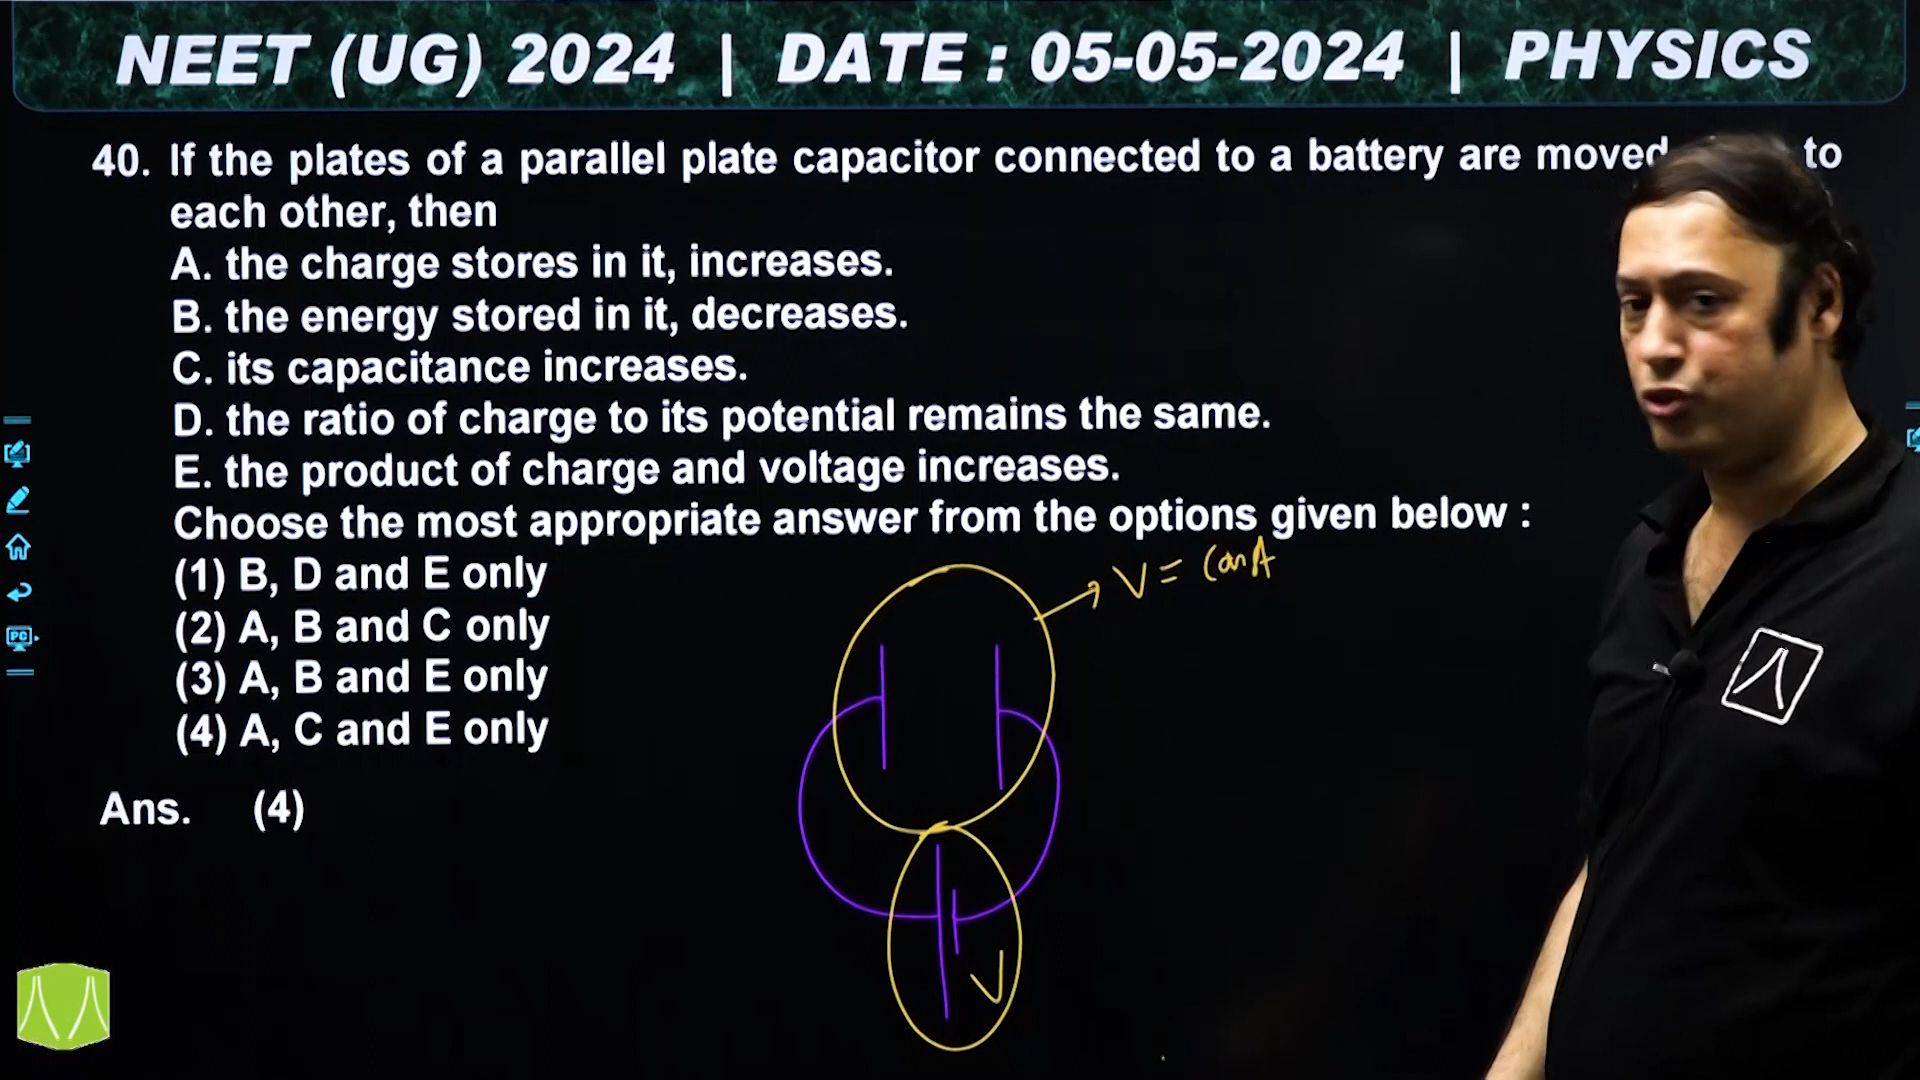 NEET (UG) 2024 | DATE : 05-05-2024 | PHYSICS
40. If the plates of a parallel plate capacitor connected to a battery are moved to
each other, then
A. the charge stores in it, increases.
B. the energy stored in it, decreases.
C. its capacitance increases.
D. the ratio of charge to its potential remains the same.
E. the product of charge and voltage increases.
Choose the most appropriate answer from the options given below :
(1) B, D and E only
V =
(2) A, B and C only
(3) A, B and E only
(4) A, C and E only
Ans. (4)
V
PC